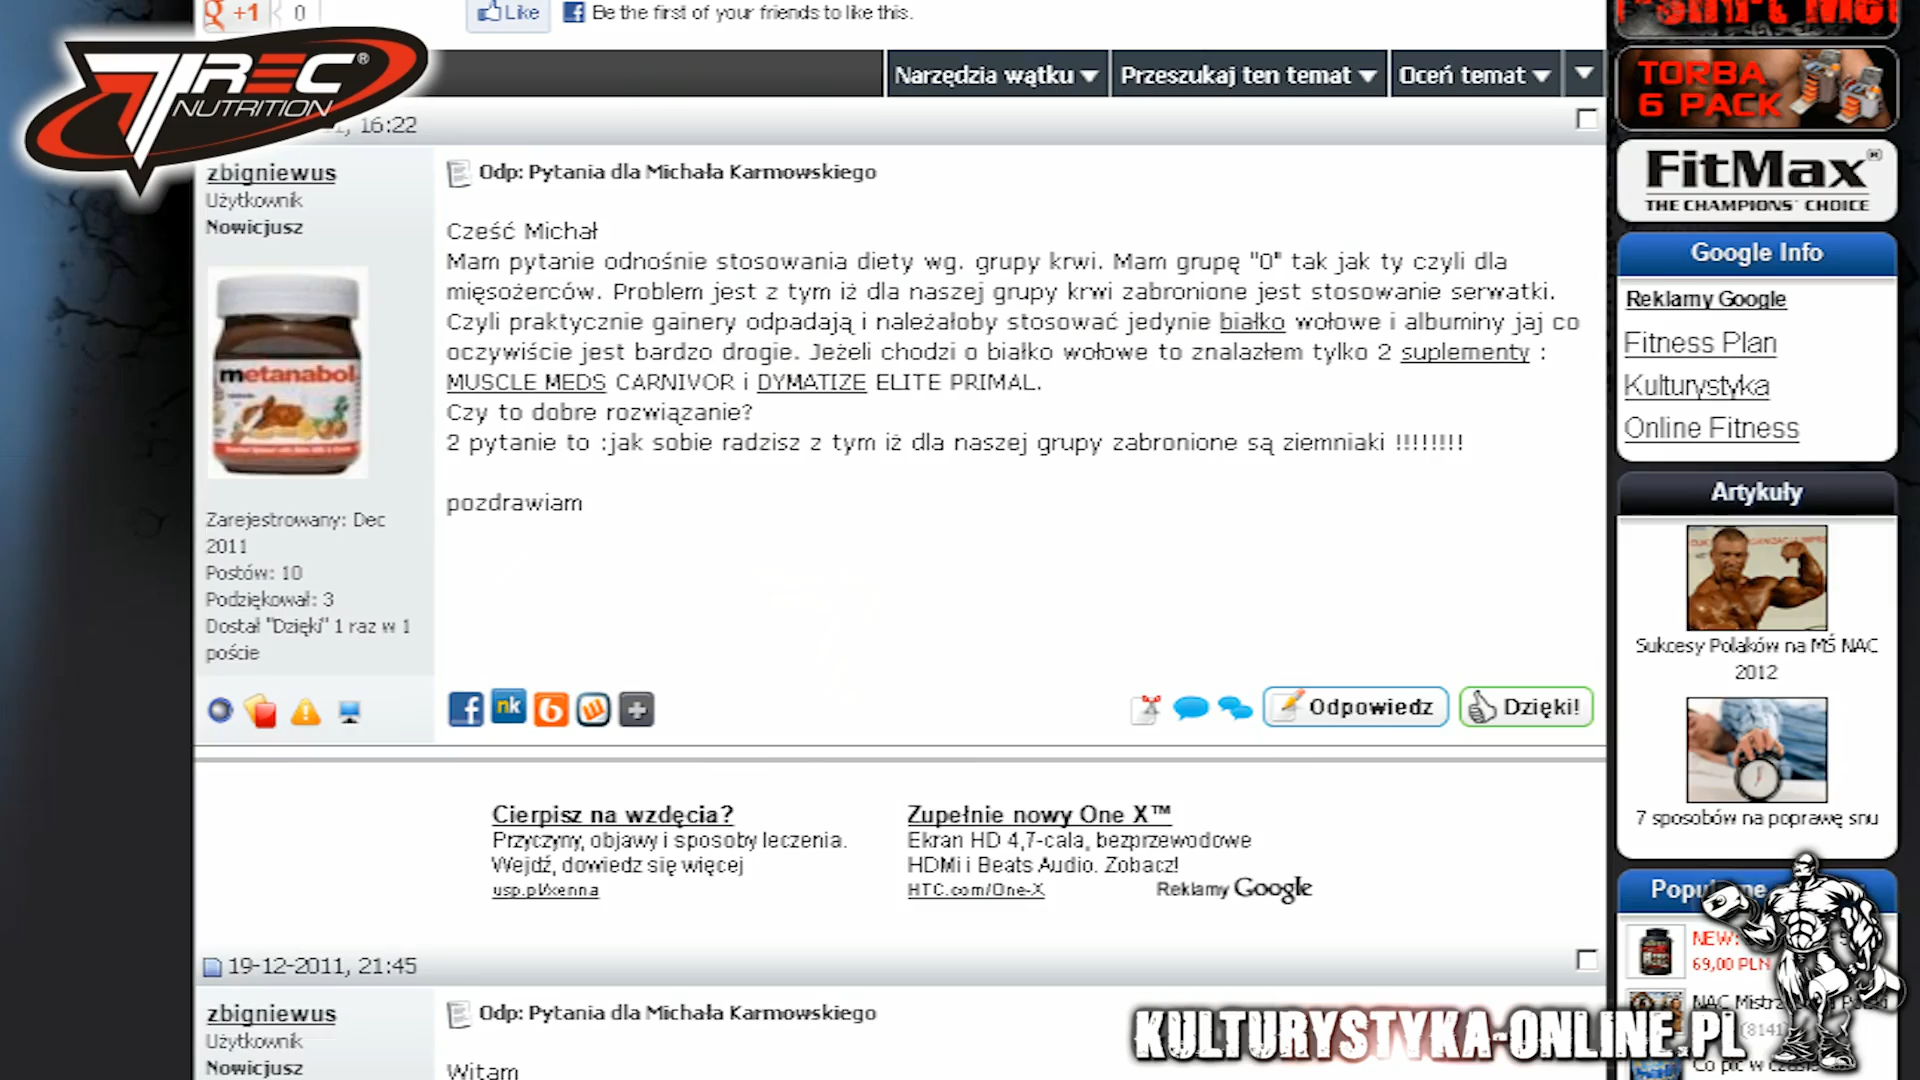 +1
0
Like
Be the first of your friends to like this.
TREC®
NUTRITION
Narzędzia wątku
Przeszukaj ten temat
Oceń temat
16:22
zbigniewus
Użytkownik
Nowicjusz
metanabol
Zarejestrowany: Dec
2011
Postów: 10
Podziękował: 3
Dostał "Dzięki" 1 raz w 1
poście
Odp: Pytania dla Michała Karmowskiego
Cześć Michał
Mam pytanie odnośnie stosowania diety wg. grupy krwi. Mam grupę "0" tak jak ty czyli dla
mięsożerców. Problem jest z tym iż dla naszej grupy krwi zabronione jest stosowanie serwatki.
Czyli praktycznie gainery odpadają i należałoby stosować jedynie białko wołowe i albuminy jaj co
oczywiście jest bardzo drogie. Jeżeli chodzi o białko wołowe to znalazłem tylko 2 suplementy :
MUSCLE MEDS CARNIVOR i DYMATIZE ELITE PRIMAL.
Czy to dobre rozwiązanie?
2 pytanie to :jak sobie radzisz z tym iż dla naszej grupy zabronione są ziemniaki !!!!!!!!
pozdrawiam
nk
Odpowiedz
Dzięki!
Cierpisz na wzdęcia?
Przyczyny, objawy i sposoby leczenia.
Wejdź, dowiedz się więcej
usp.pl/xenna
Zupełnie nowy One X™
Ekran HD 4,7-cala, bezprzewodowe
HDMi i Beats Audio. Zobacz!
HTC.com/One-X
Reklamy Google
19-12-2011, 21:45
zbigniewus
Użytkownik
Nowicjusz
Odp: Pytania dla Michała Karmowskiego
Witam
TORBA
6 PACK
FitMax®
THE CHAMPIONS' CHOICE
Google Info
Reklamy Google
Fitness Plan
Kulturystyka
Online Fitness
Artykuły
Sukcesy Polaków na MŚ NAC
2012
7 sposobów na poprawę snu
NEW:
69,00 PLN
NAC
(8141)
KULTURYSTYKA-ONLINE.PL